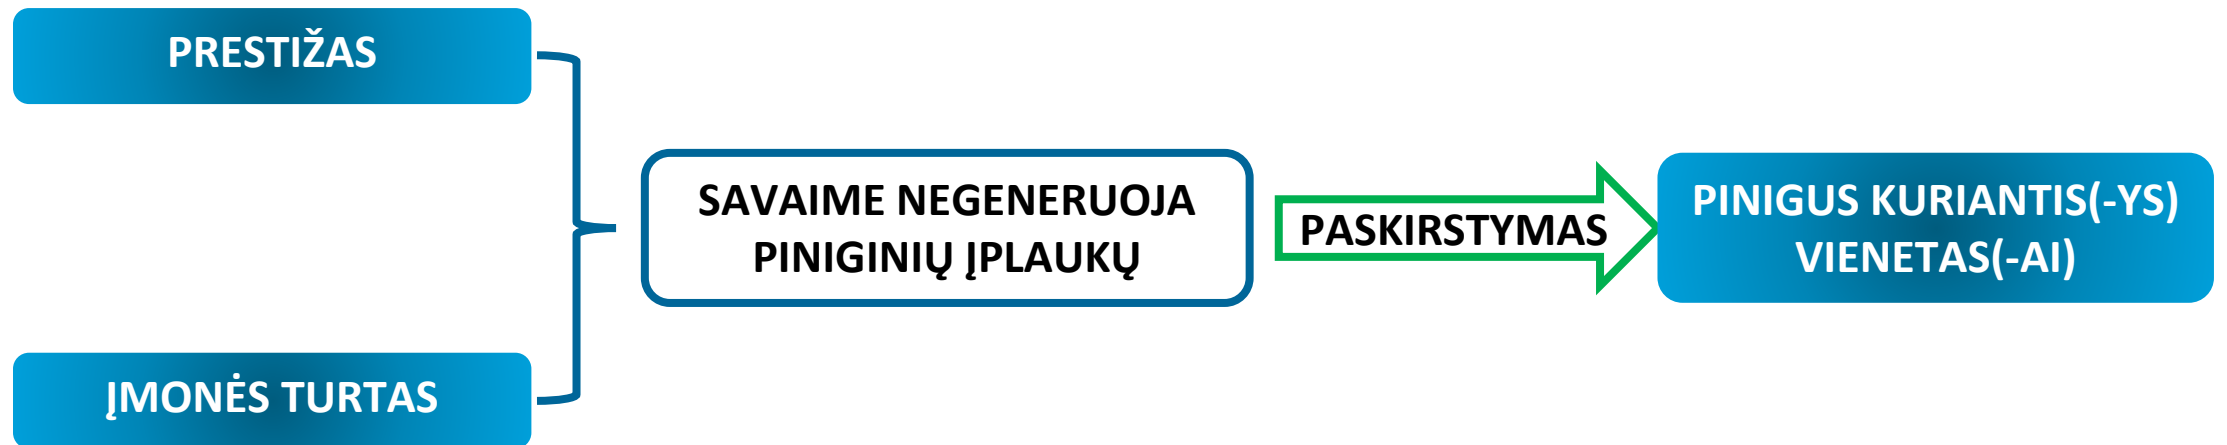 PRESTIŽAS
ĮMONĖS TURTAS
SAVAIME NEGENERUOJA
PINIGINIŲ ĮPLAUKŲ
PASKIRSTYMAS
PINIGUS KURIANTIS(-YS)
VIENETAS(-AI)